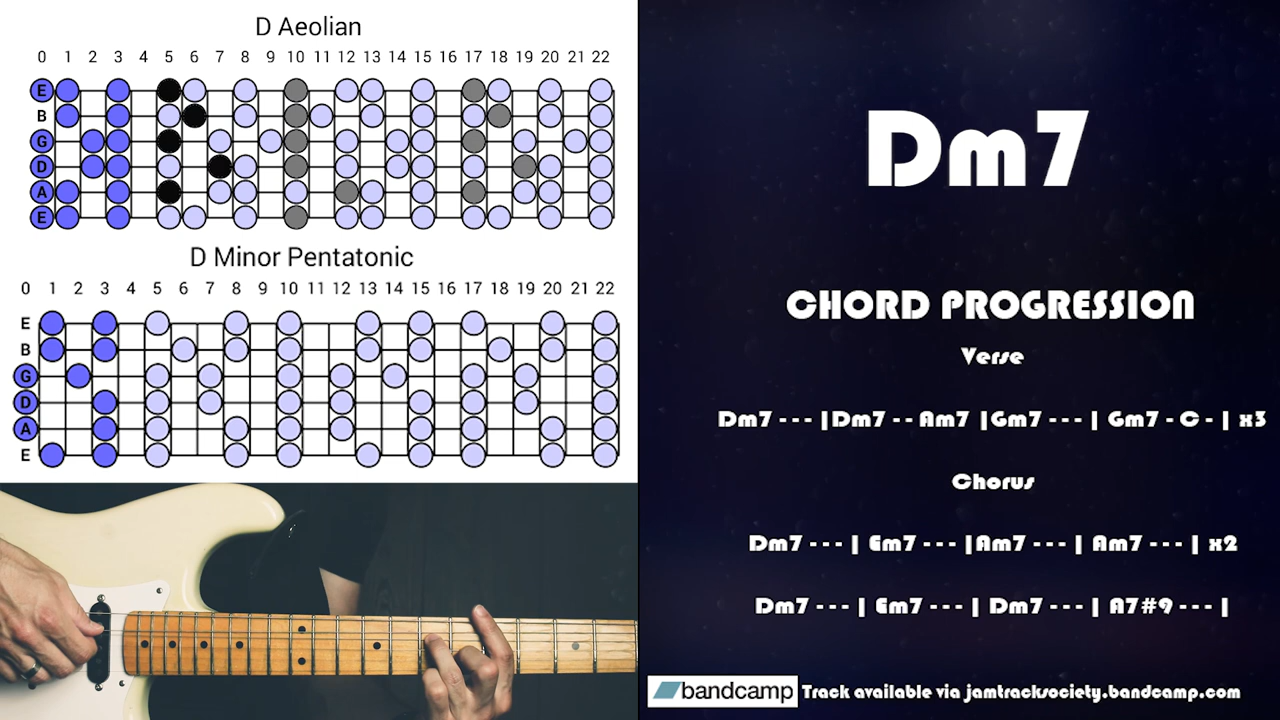 D Aeolian
0 1 2 3 4 5 6 7 8 9 10 11 12 13 14 15 16 17 18 19 20 21 22
E
B
G
D
A
E
D Minor Pentatonic
0 1 2 3 4 5 6 7 8 9 10 11 12 13 14 15 16 17 18 19 20 21 22
E
B
G
D
A
E
Dm7
CHORD PROGRESSION
Verse
Dm7 - - - |Dm7 - - Am7 |Gm7 - - - | Gm7 - C - | x3
Chorus
Dm7 - - - | Em7 - - - |Am7 - - - | Am7 - - - | x2
Dm7 - - - | Em7 - - - | Dm7 - - - | A7#9 - - - |
bandcamp Track available via jamtracksociety.bandcamp.com